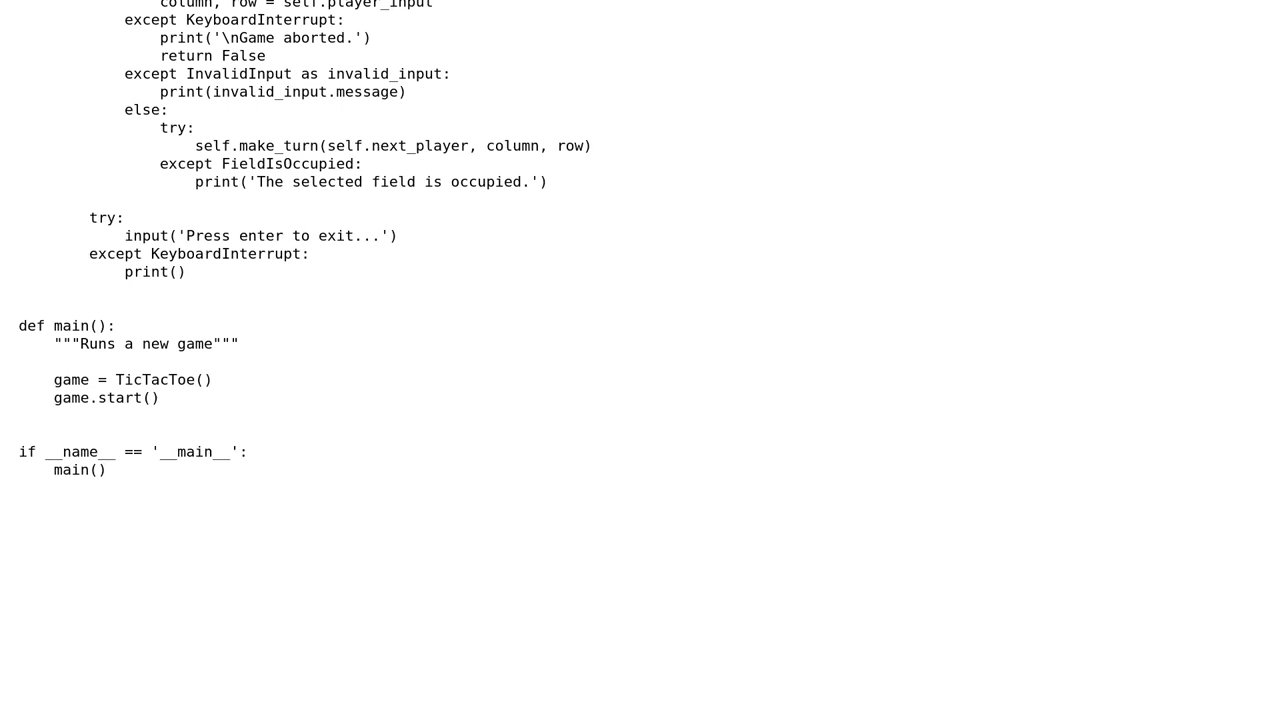 column, row = self.player_input
            except KeyboardInterrupt:
                print('\nGame aborted.')
                return False
            except InvalidInput as invalid_input:
                print(invalid_input.message)
            else:
                try:
                    self.make_turn(self.next_player, column, row)
                except FieldIsOccupied:
                    print('The selected field is occupied.')

        try:
            input('Press enter to exit...')
        except KeyboardInterrupt:
            print()


def main():
    """Runs a new game"""

    game = TicTacToe()
    game.start()


if __name__ == '__main__':
    main()